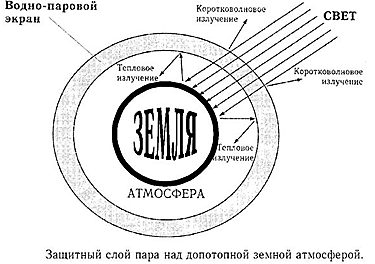 Водно-паровой
экран
Коротковолновое
излучение
СВЕТ
Тепловое
излучение
Коротковолновое
излучение
ЗЕМЛЯ
Тепловое
излучение
АТМОСФЕРА
Защитный слой пара над допотопной земной атмосферой.